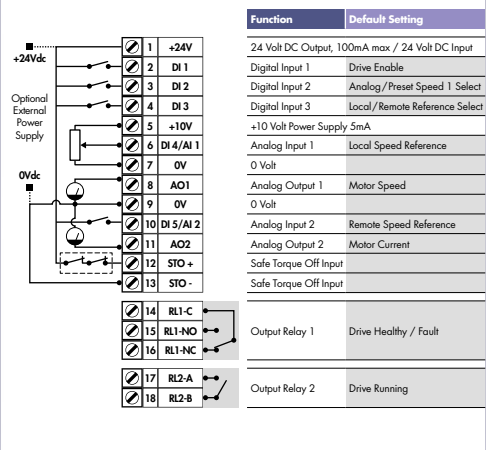 Function Default Setting
+24Vdc
1 +24V 24 Volt DC Output, 100mA max / 24 Volt DC Input
2 DI 1 Digital Input 1 Drive Enable
3 DI 2 Digital Input 2 Analog/Preset Speed 1 Select
4 DI 3 Digital Input 3 Local/Remote Reference Select
Optional
External
Power
Supply
5 +10V +10 Volt Power Supply 5mA
6 DI 4/AI 1 Analog Input 1 Local Speed Reference
7 0V 0 Volt
0Vdc
8 AO1 Analog Output 1 Motor Speed
9 0V 0 Volt
10 DI 5/AI 2 Analog Input 2 Remote Speed Reference
11 AO2 Analog Output 2 Motor Current
12 STO + Safe Torque Off Input
13 STO - Safe Torque Off Input
14 RL1-C
15 RL1-NO Output Relay 1 Drive Healthy / Fault
16 RL1-NC
17 RL2-A
Output Relay 2 Drive Running
18 RL2-B